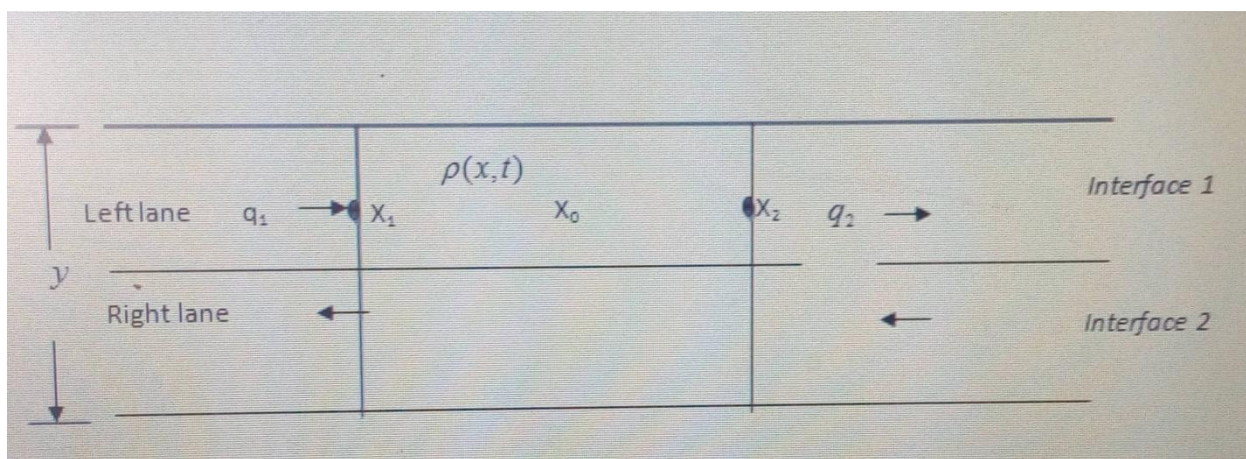 ρ(x,t)
Interface 1
Left lane q₁ X₁ X₀ X₂ q₂
y
Right lane
Interface 2